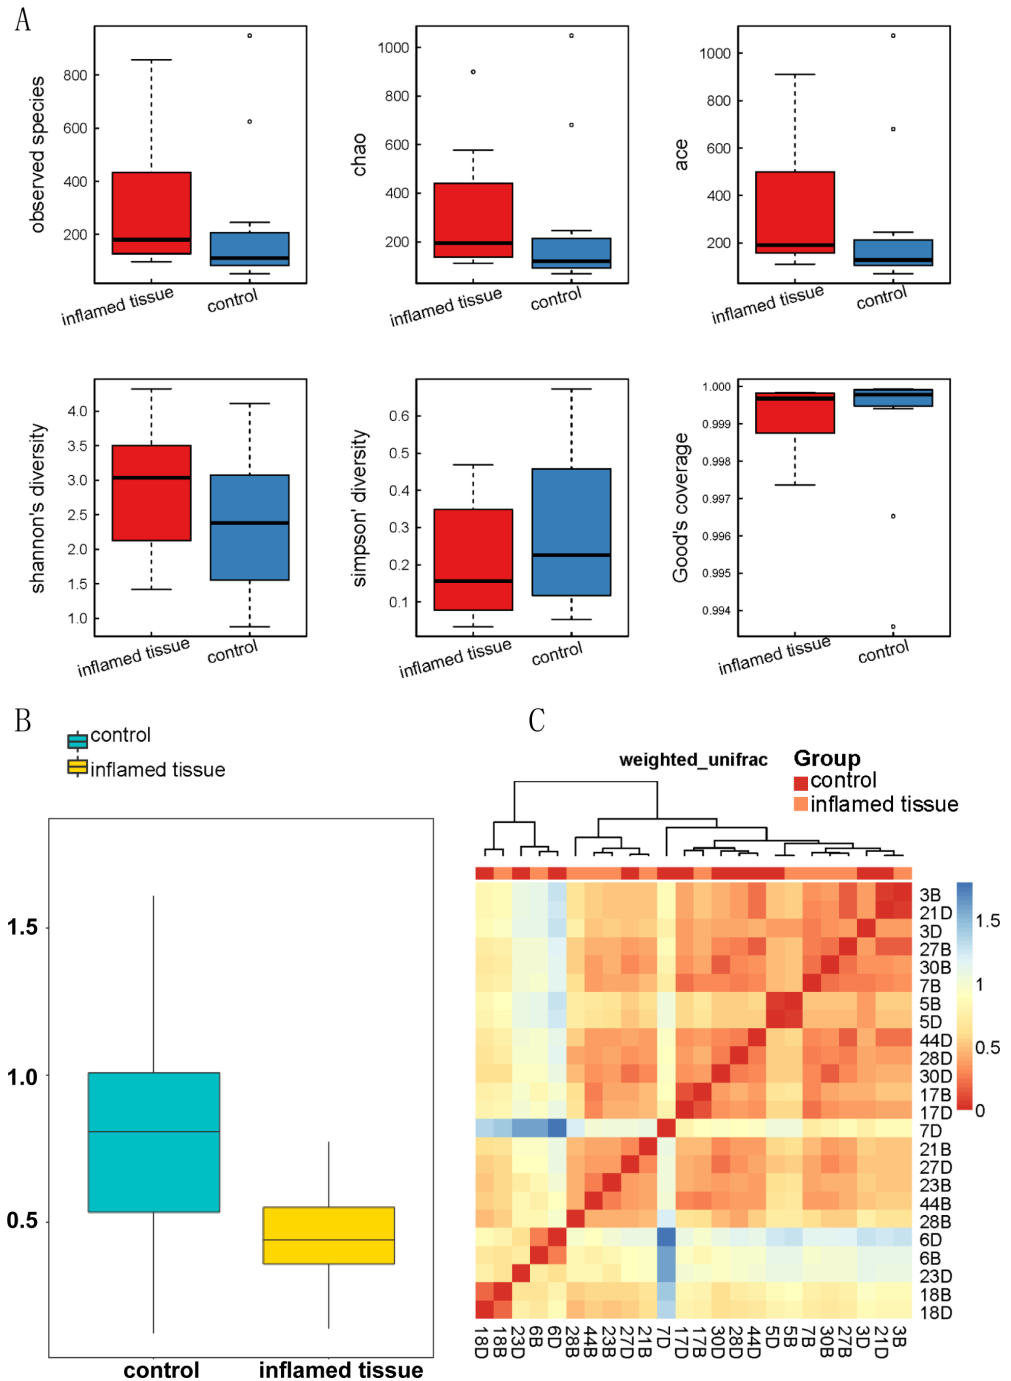 A
observed species
800
600
400
200
inflamed tissue
control
chao
1000
800
600
400
200
inflamed tissue
control
ace
1000
800
600
400
200
inflamed tissue
control
shannon's diversity
4.0
3.5
3.0
2.5
2.0
1.5
1.0
inflamed tissue
control
simpson' diversity
0.6
0.5
0.4
0.3
0.2
0.1
inflamed tissue
control
Good's coverage
1.000
0.999
0.998
0.997
0.996
0.995
0.994
inflamed tissue
control
B
control
inflamed tissue
1.5
1.0
0.5
control
inflamed tissue
C
weighted_unifrac
Group
control
inflamed tissue
3B
21D
3D
27B
30B
7B
5B
5D
44D
28D
30D
17B
17D
7D
21B
27D
23B
44B
28B
6D
6B
23D
18B
18D
1.5
1
0.5
0
18D
18B
23D
6B
6D
28B
44B
23B
27D
21B
7D
17D
17B
30D
28D
44D
5D
5B
7B
30B
27B
3D
21D
3B